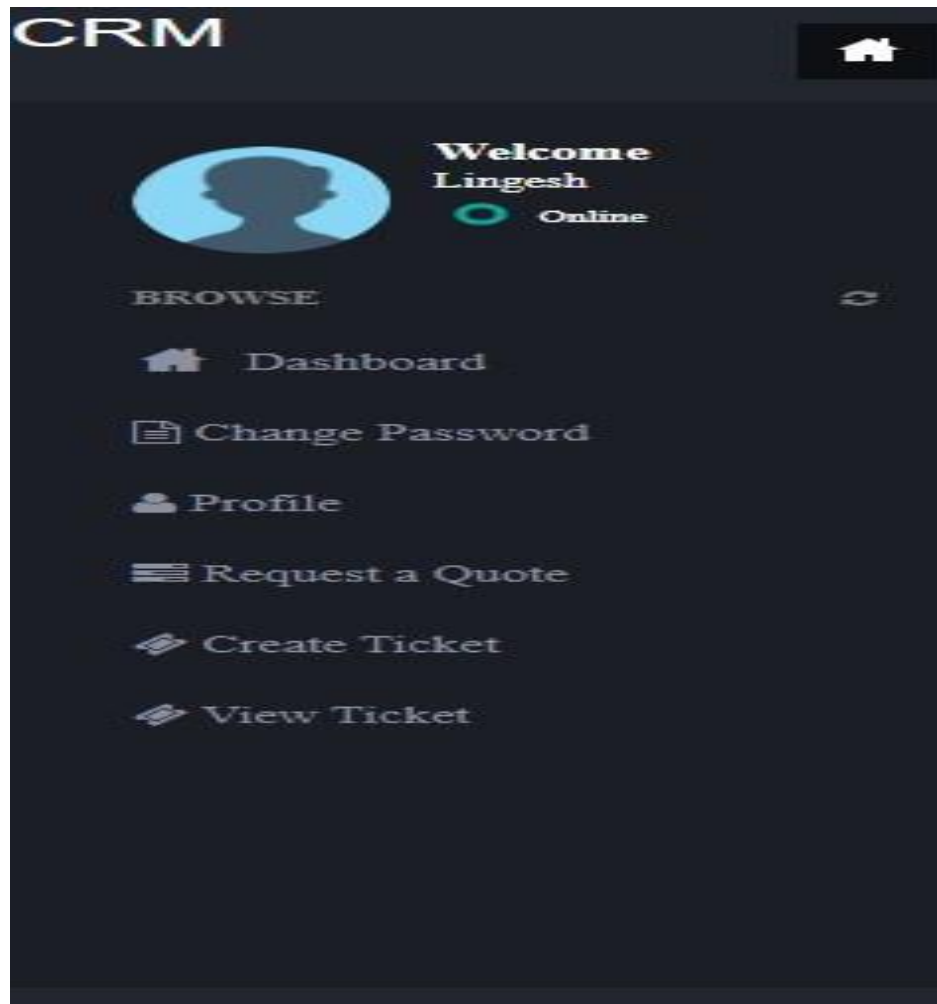 CRM
Welcome
Lingesh
Online
BROWSE
Dashboard
Change Password
Profile
Request a Quote
Create Ticket
View Ticket